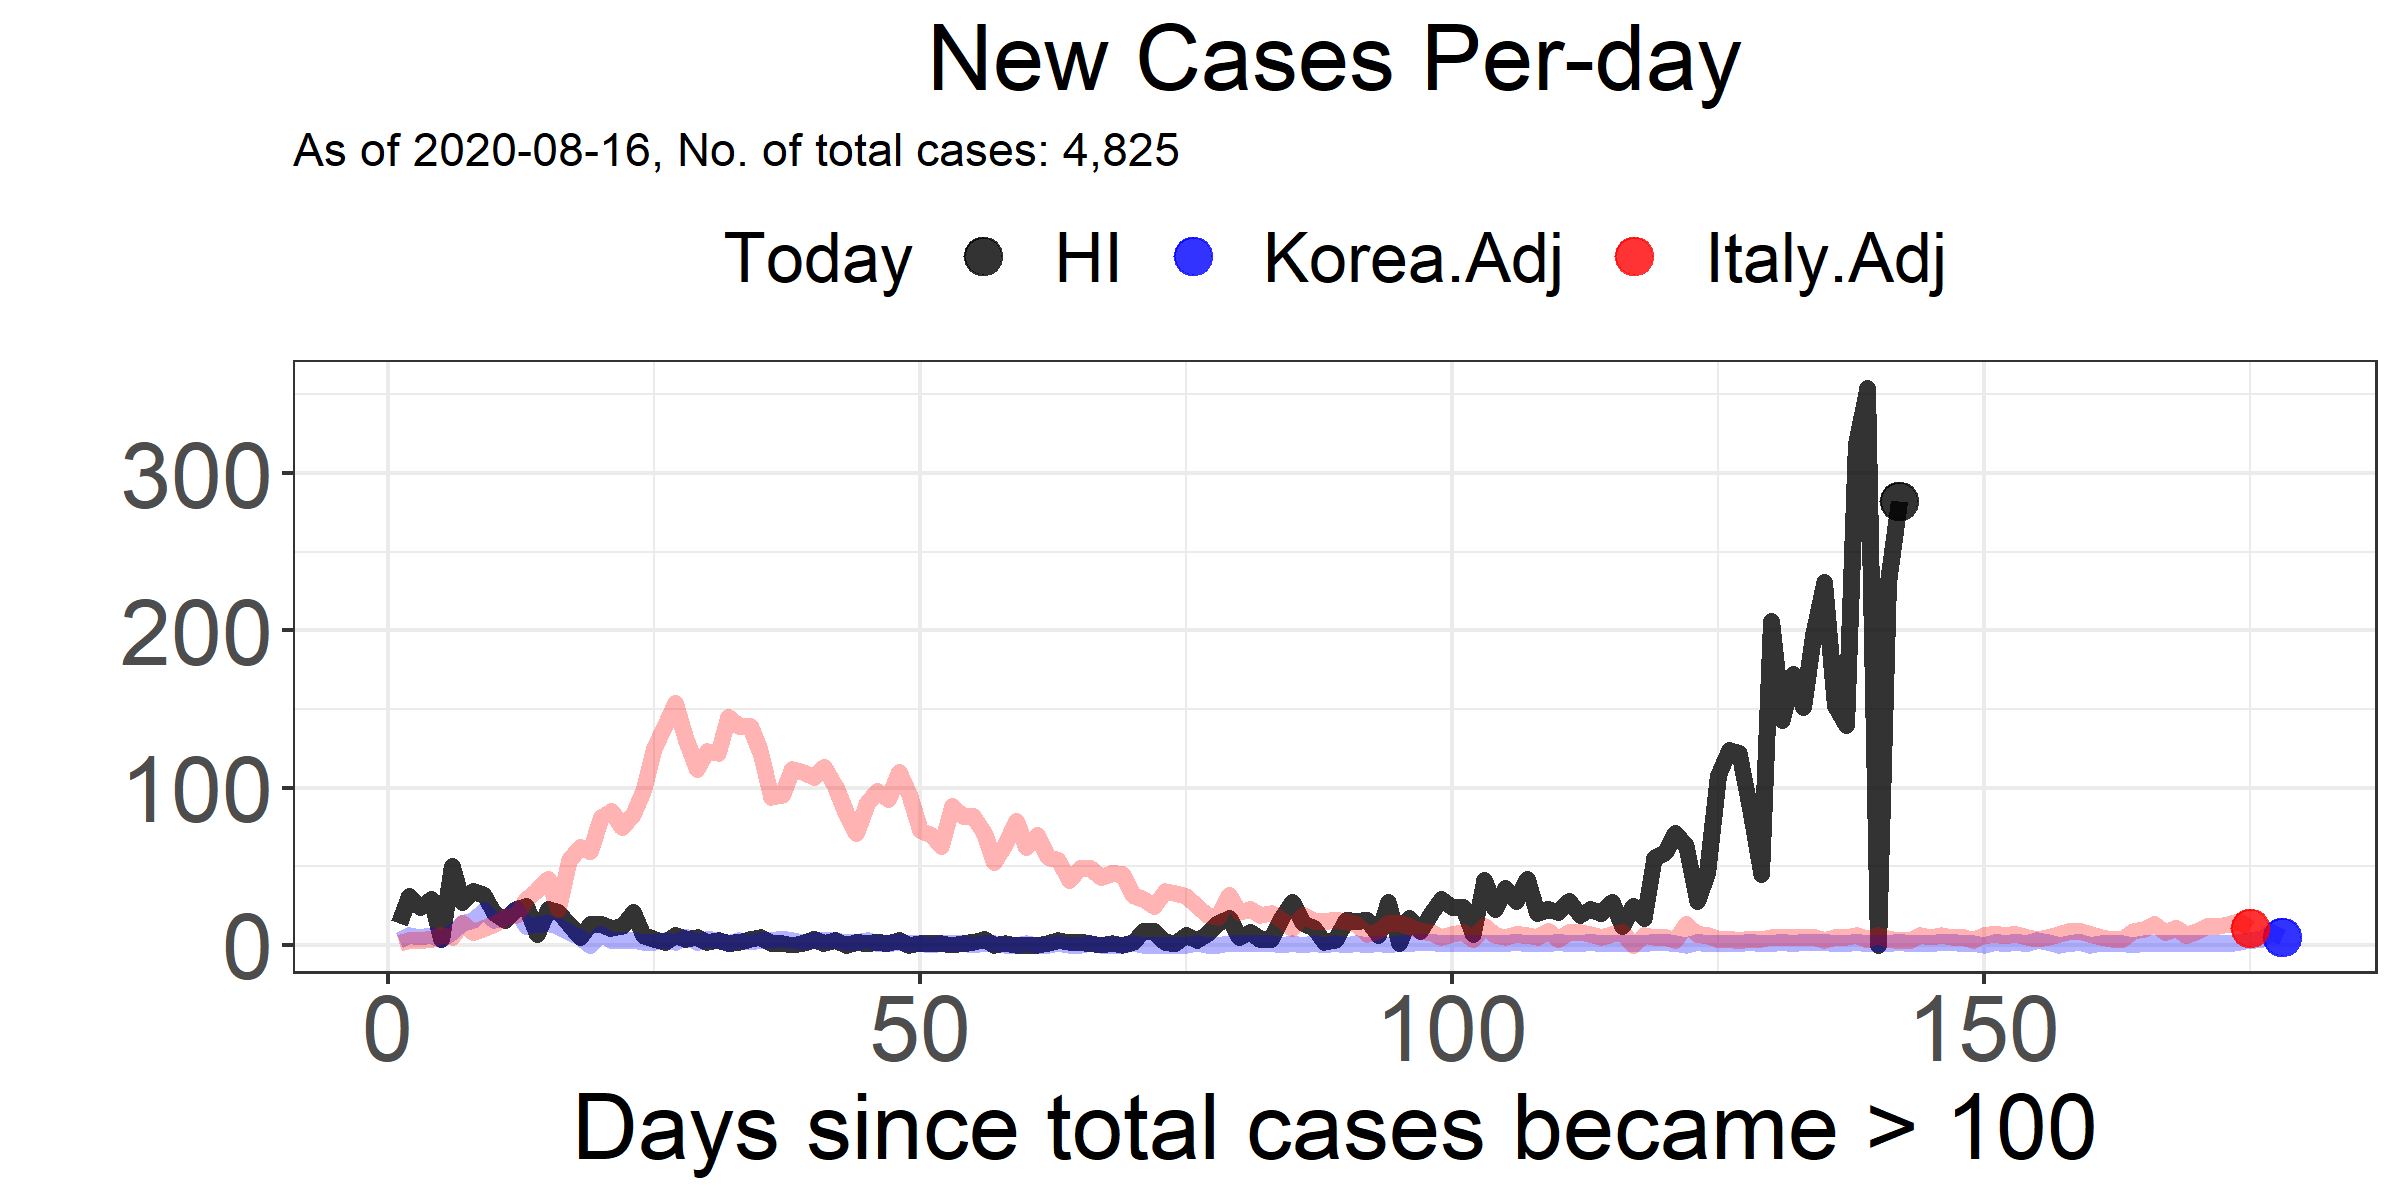 New Cases Per-day
As of 2020-08-16, No. of total cases: 4,825
Today HI Korea.Adj Italy.Adj
300
200
100
0
0 50 100 150
Days since total cases became > 100